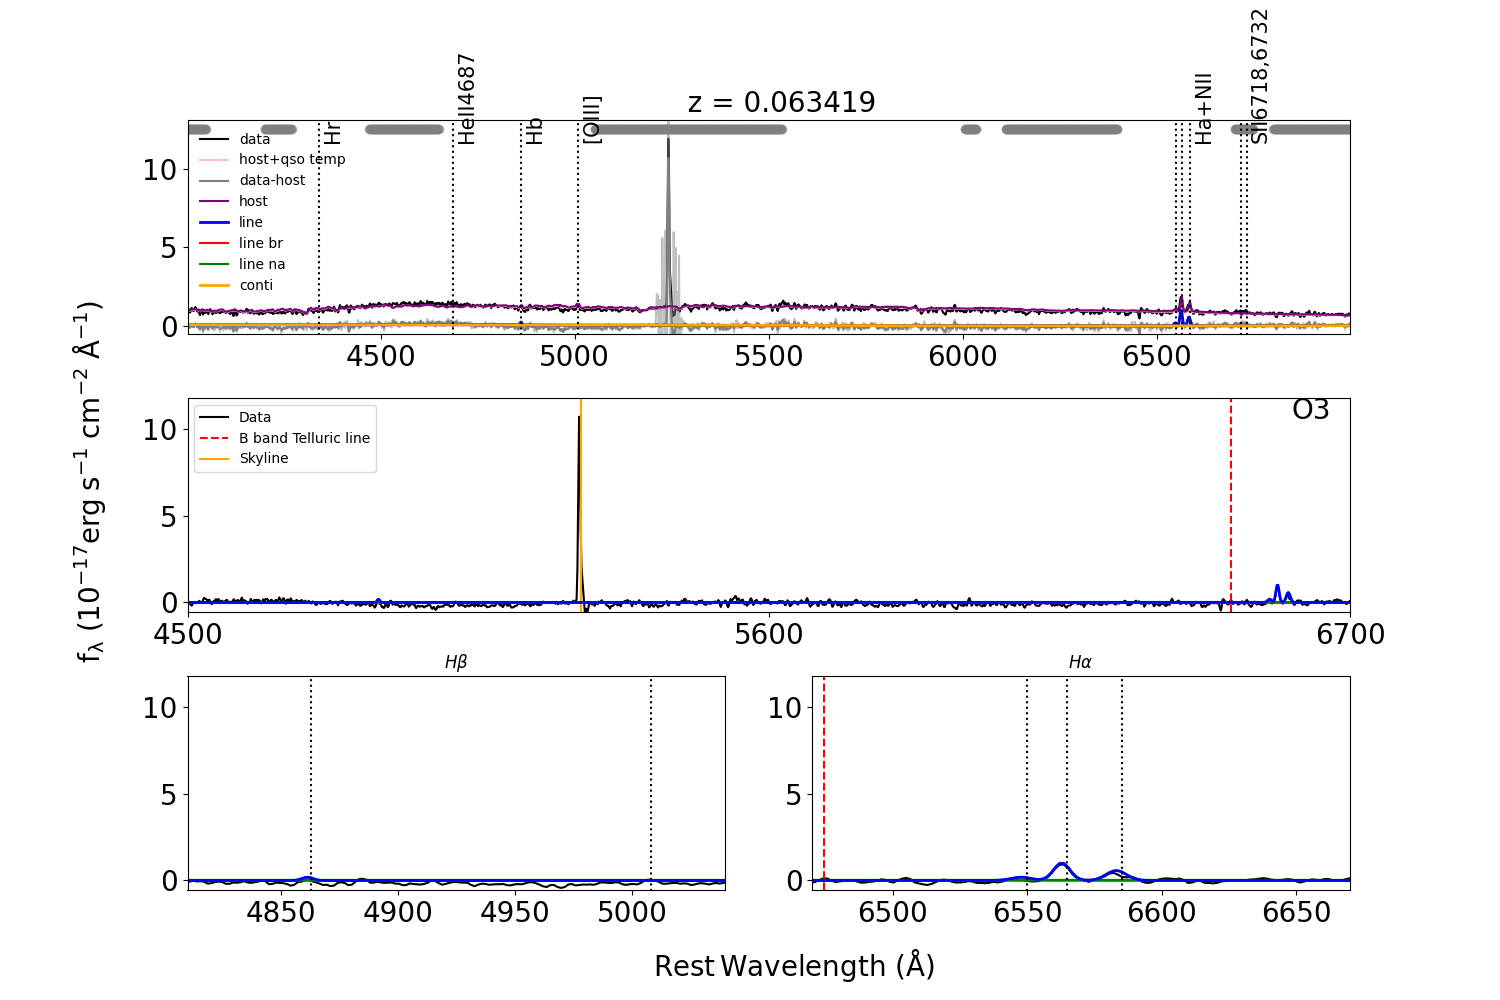 z = 0.063419
Hr
HeII4687
Hb
[OIII]
Ha+NII
SII6718,6732
data
host+qso temp
data-host
host
line
line br
line na
conti
10
5
0
4500
5000
5500
6000
6500
O3
Data
B band Telluric line
Skyline
10
5
0
4500
5600
6700
fλ (10⁻¹⁷erg s⁻¹ cm⁻² Å⁻¹)
Hβ
10
5
0
4850
4900
4950
5000
Hα
10
5
0
6500
6550
6600
6650
Rest Wavelength (Å)